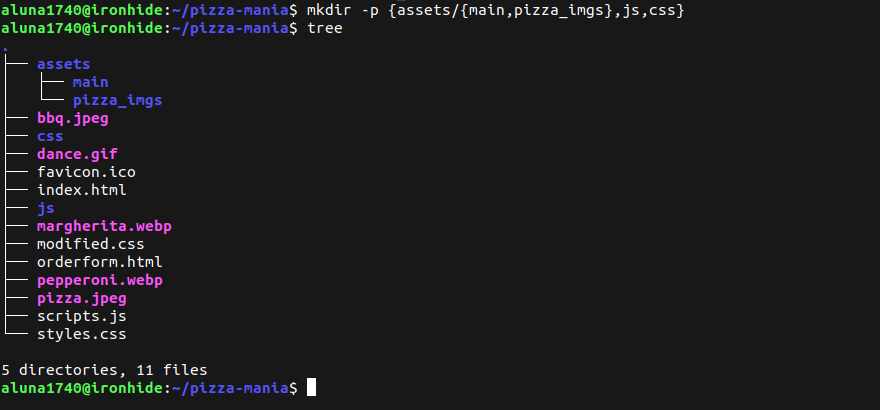 aluna1740@ironhide:~/pizza-mania$ mkdir -p {assets/{main,pizza_imgs},js,css}
aluna1740@ironhide:~/pizza-mania$ tree
.
├── assets
│   ├── main
│   └── pizza_imgs
├── bbq.jpeg
├── css
├── dance.gif
├── favicon.ico
├── index.html
├── js
├── margherita.webp
├── modified.css
├── orderform.html
├── pepperoni.webp
├── pizza.jpeg
├── scripts.js
└── styles.css

5 directories, 11 files
aluna1740@ironhide:~/pizza-mania$